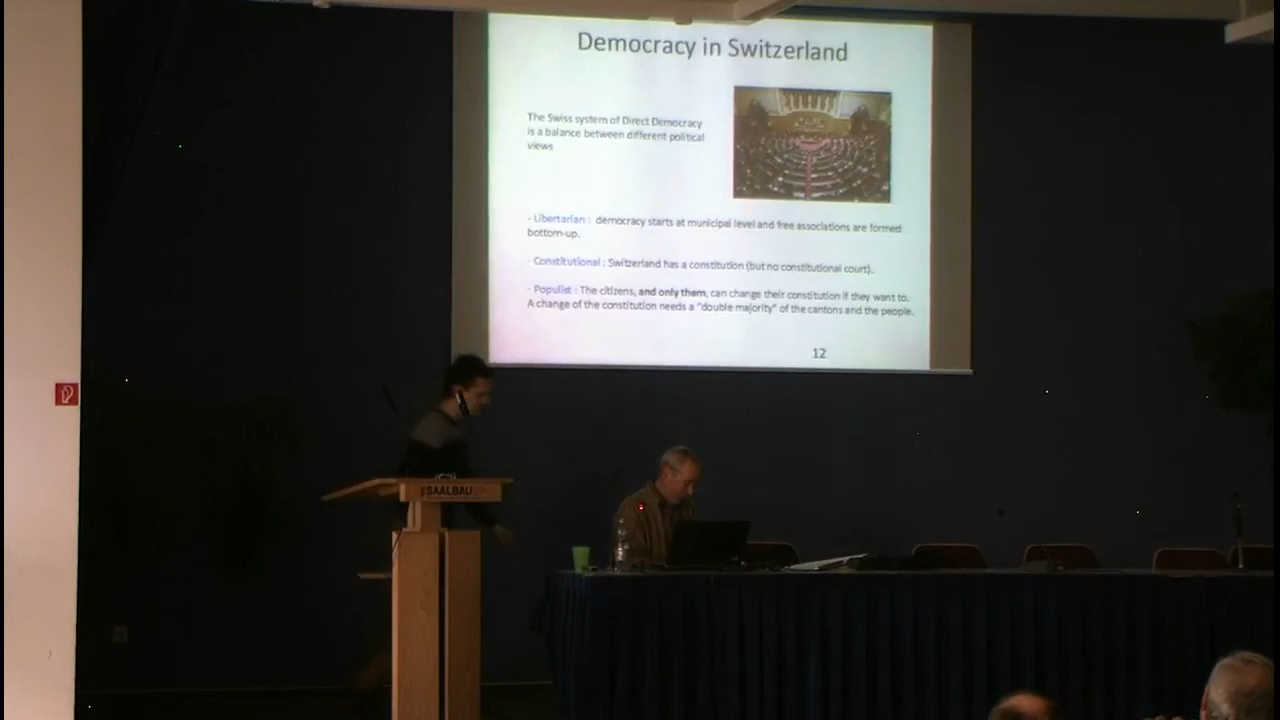 Democracy in Switzerland
The Swiss system of Direct Democracy
is a balance between different political
views
- Libertarian : democracy starts at municipal level and free associations are formed
bottom-up.
- Constitutional : Switzerland has a constitution (but no constitutional court).
- Populist : The citizens, and only them, can change their constitution if they want to.
A change of the constitution needs a "double majority" of the cantons and the people.
12
SAALBAU